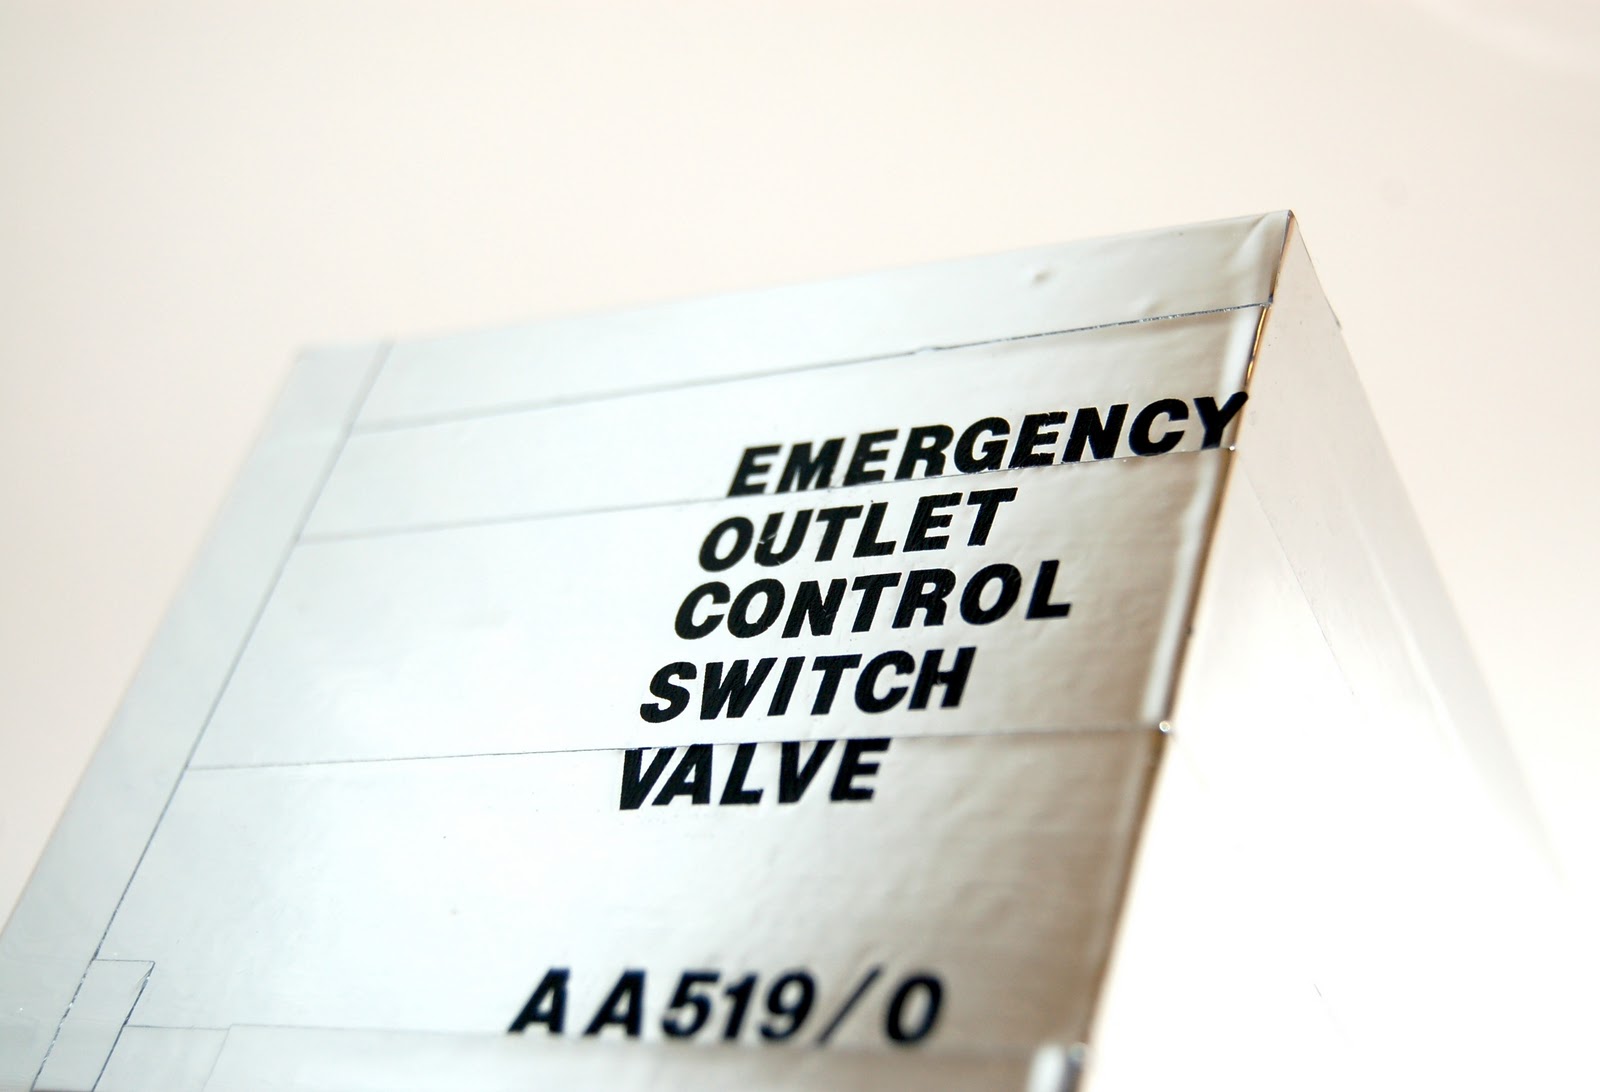 EMERGENCY
OUTLET
CONTROL
SWITCH
VALVE
AA519/0